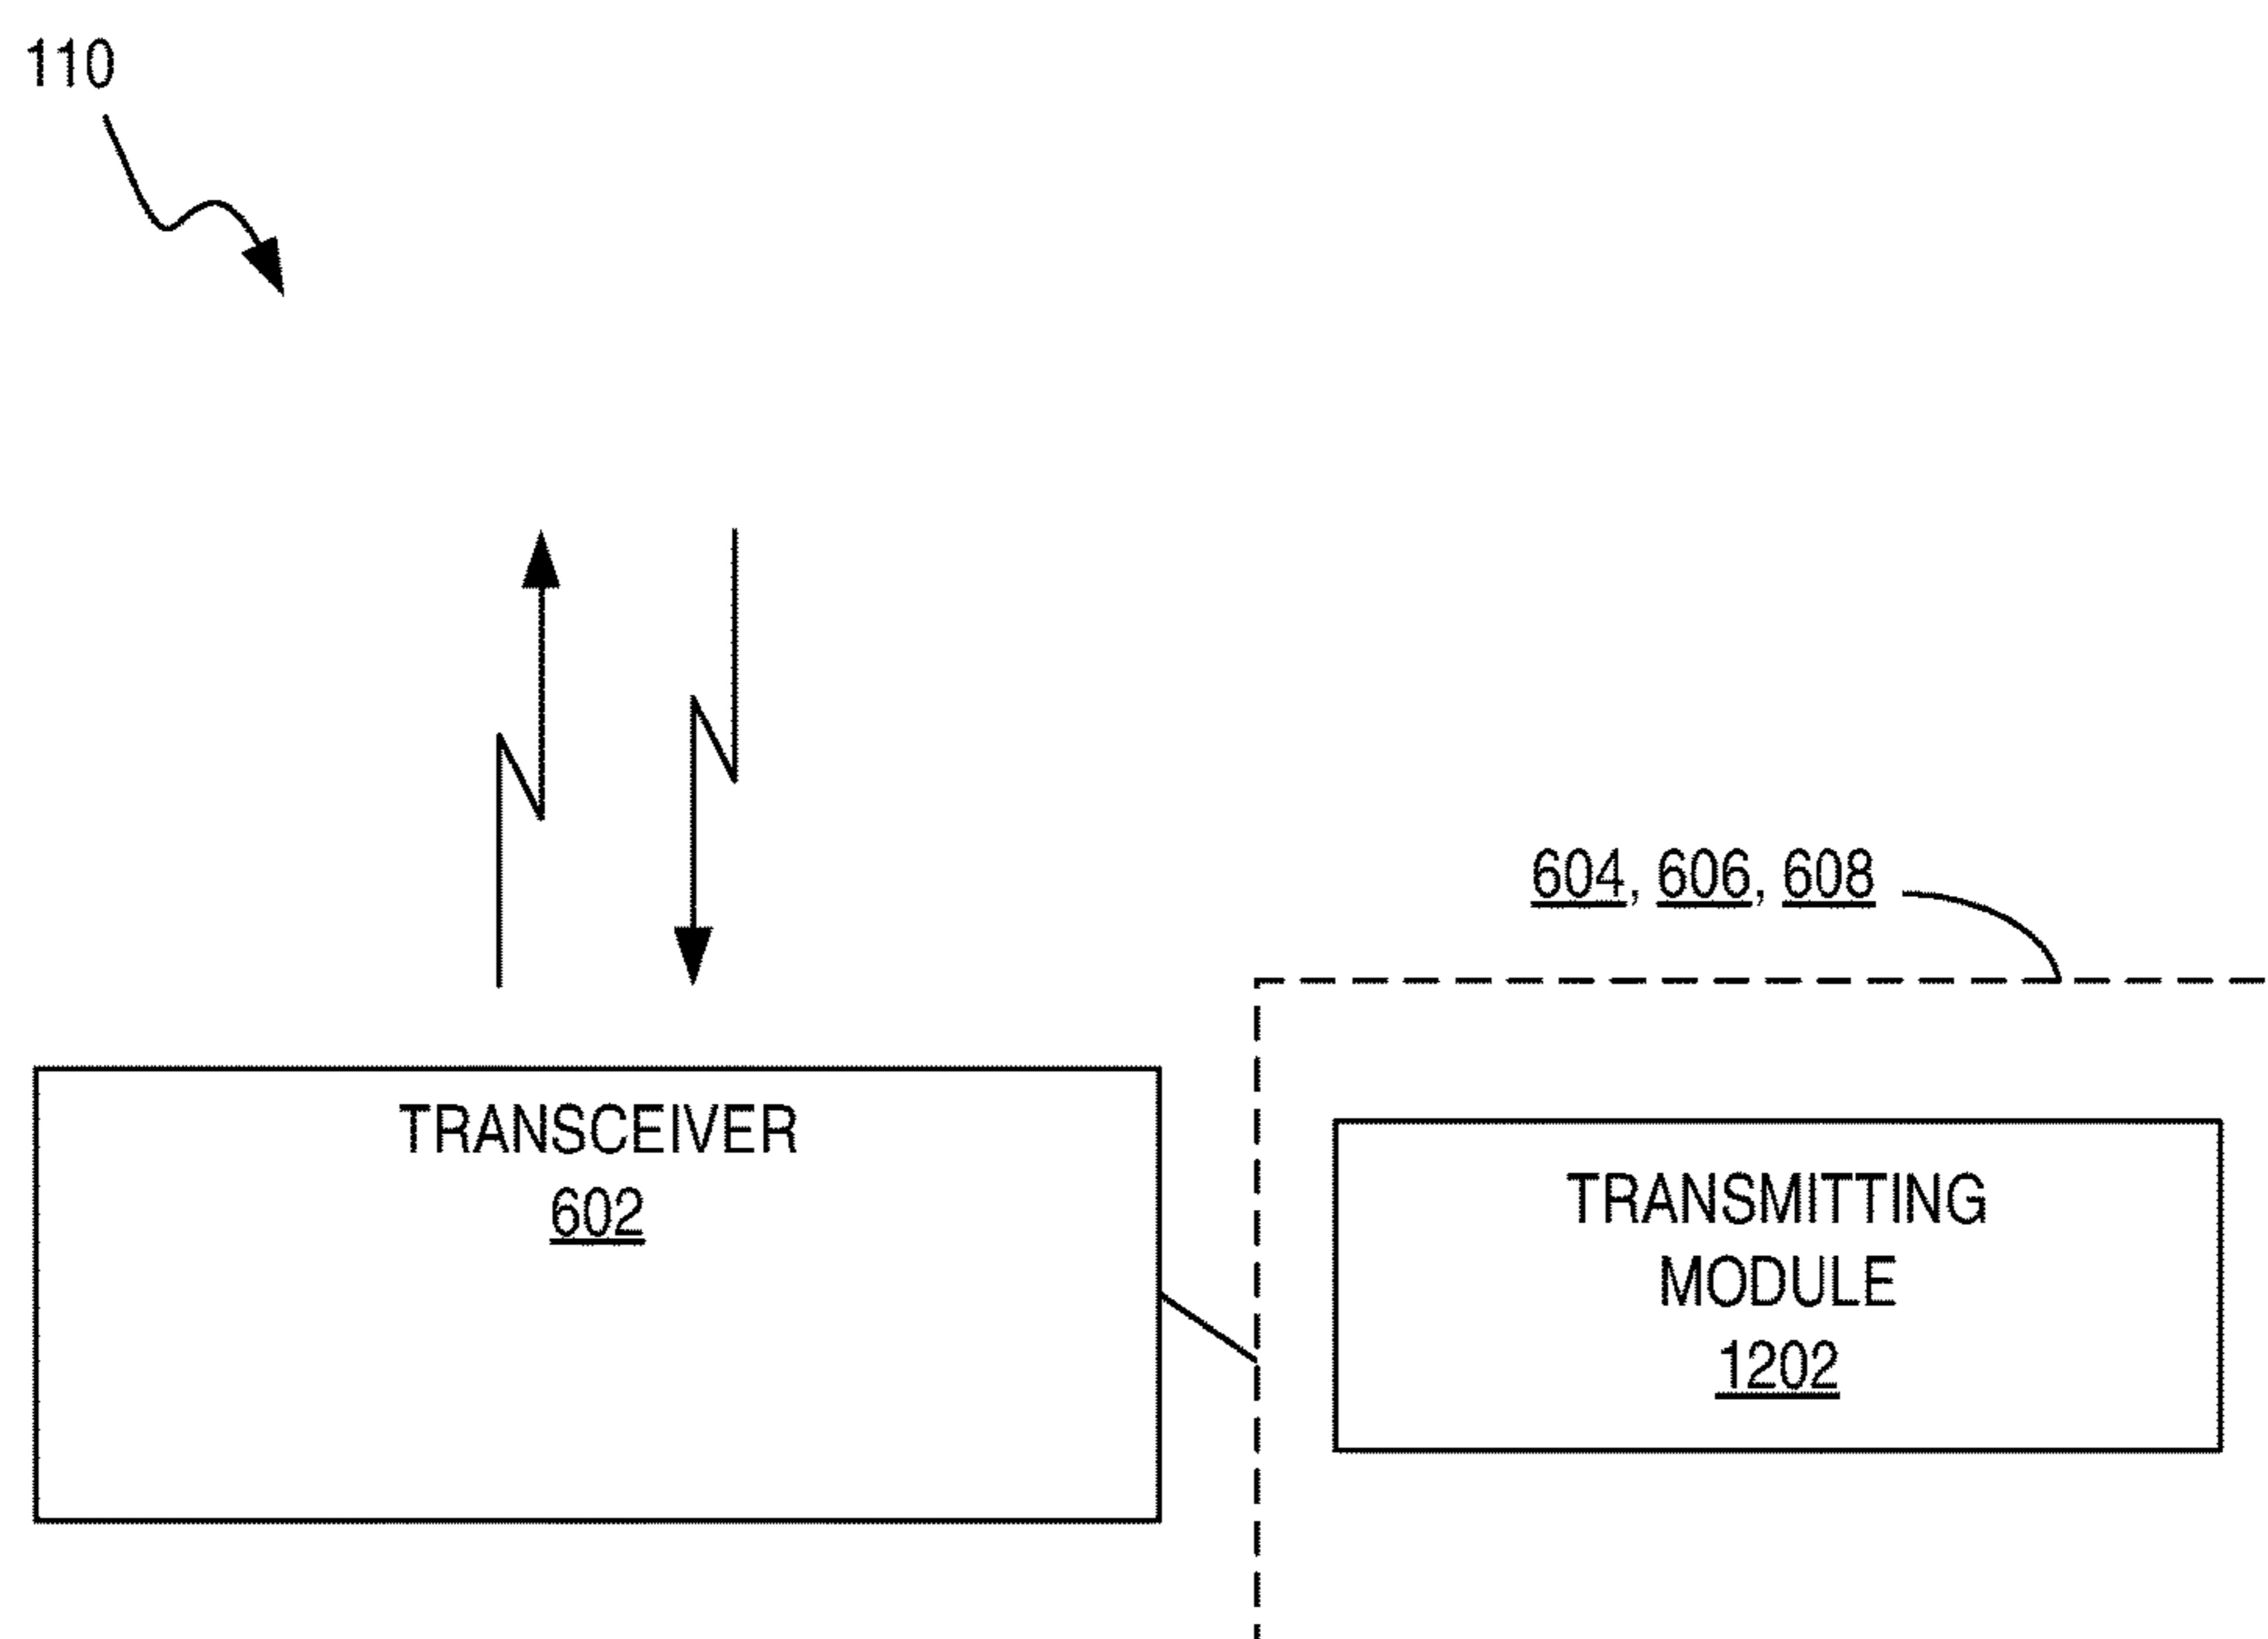 110
604, 606, 608
TRANSCEIVER
602
TRANSMITTING
MODULE
1202